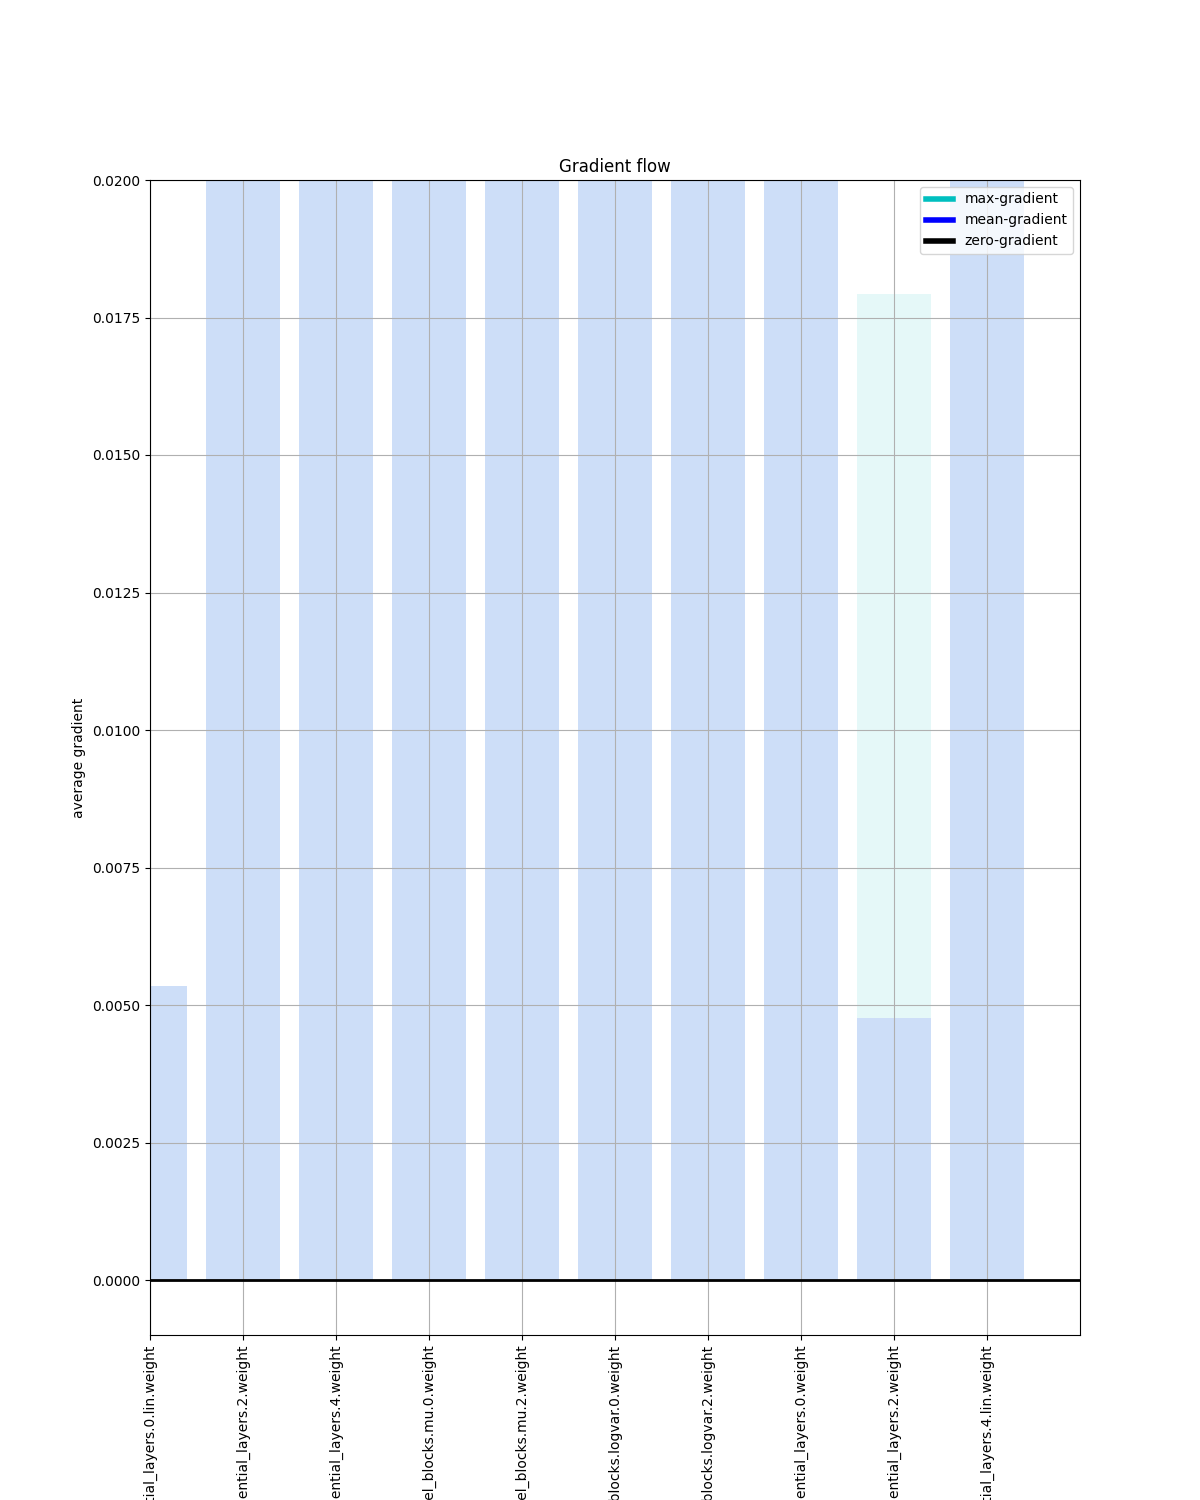 Gradient flow
max-gradient
mean-gradient
zero-gradient
0.0200
0.0175
0.0150
0.0125
0.0100
0.0075
0.0050
0.0025
0.0000
average gradient
tial_layers.0.lin.weight
ential_layers.2.weight
ential_layers.4.weight
el_blocks.mu.0.weight
el_blocks.mu.2.weight
blocks.logvar.0.weight
blocks.logvar.2.weight
ential_layers.0.weight
ential_layers.2.weight
tial_layers.4.lin.weight